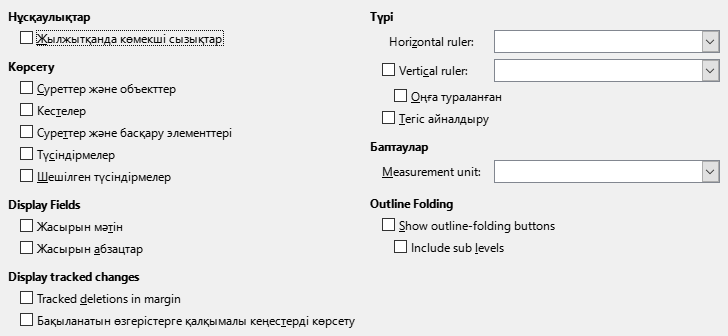 Нұсқаулықтар
Жылжытқанда көмекші сызықтар
Көрсету
Суреттер және объекттер
Кестелер
Суреттер және басқару элементтері
Түсіндірмелер
Шешілген түсіндірмелер
Display Fields
Жасырын мәтін
Жасырын абзацтар
Display tracked changes
Tracked deletions in margin
Бақыланатын өзгерістерге қалқымалы кеңестерді көрсету
Түрі
Horizontal ruler:
Vertical ruler:
Оңға тураланған
Тегіс айналдыру
Баптаулар
Measurement unit:
Outline Folding
Show outline-folding buttons
Include sub levels